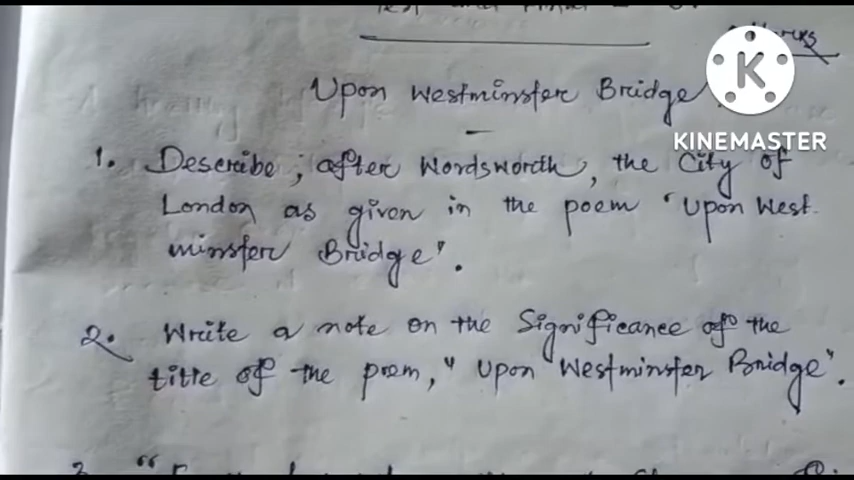 Upon Westminster Bridge
KINEMASTER
1. Describe, after Wordsworth, the City of
London as given in the poem "Upon West
minster Bridge".
2. Write a note on the Significance of the
title of the poem, "Upon Westminster Bridge".